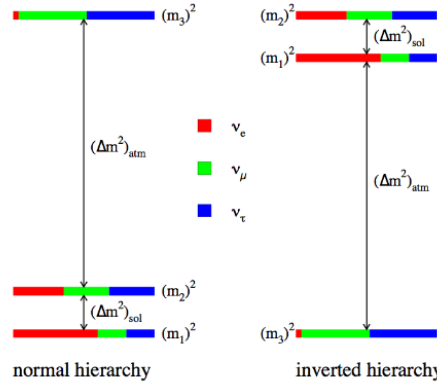 (m₃)²
(Δm²)atm
(m₂)²
(Δm²)sol
(m₁)²
normal hierarchy
νe
νμ
ντ
(m₂)²
(Δm²)sol
(m₁)²
(Δm²)atm
(m₃)²
inverted hierarchy